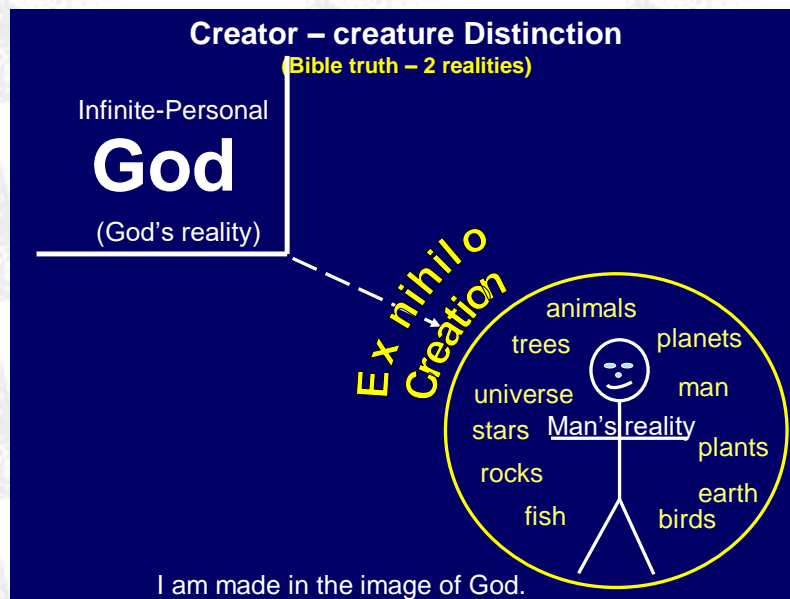 Creator – creature Distinction
(Bible truth – 2 realities)
Infinite-Personal
God
(God's reality)
Ex nihilo
Creation
animals
trees
planets
universe
man
stars
Man's reality
plants
rocks
earth
fish
birds
I am made in the image of God.